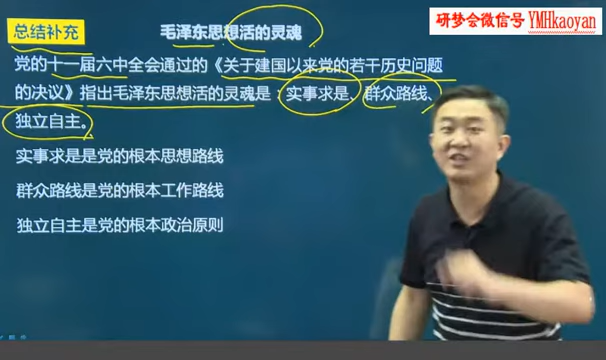 研梦会微信号 YMHkaoyan
总结补充
毛泽东思想活的灵魂
党的十一届六中全会通过的《关于建国以来党的若干历史问题
的决议》指出毛泽东思想活的灵魂是：实事求是、群众路线、
独立自主。
实事求是是党的根本思想路线
群众路线是党的根本工作路线
独立自主是党的根本政治原则